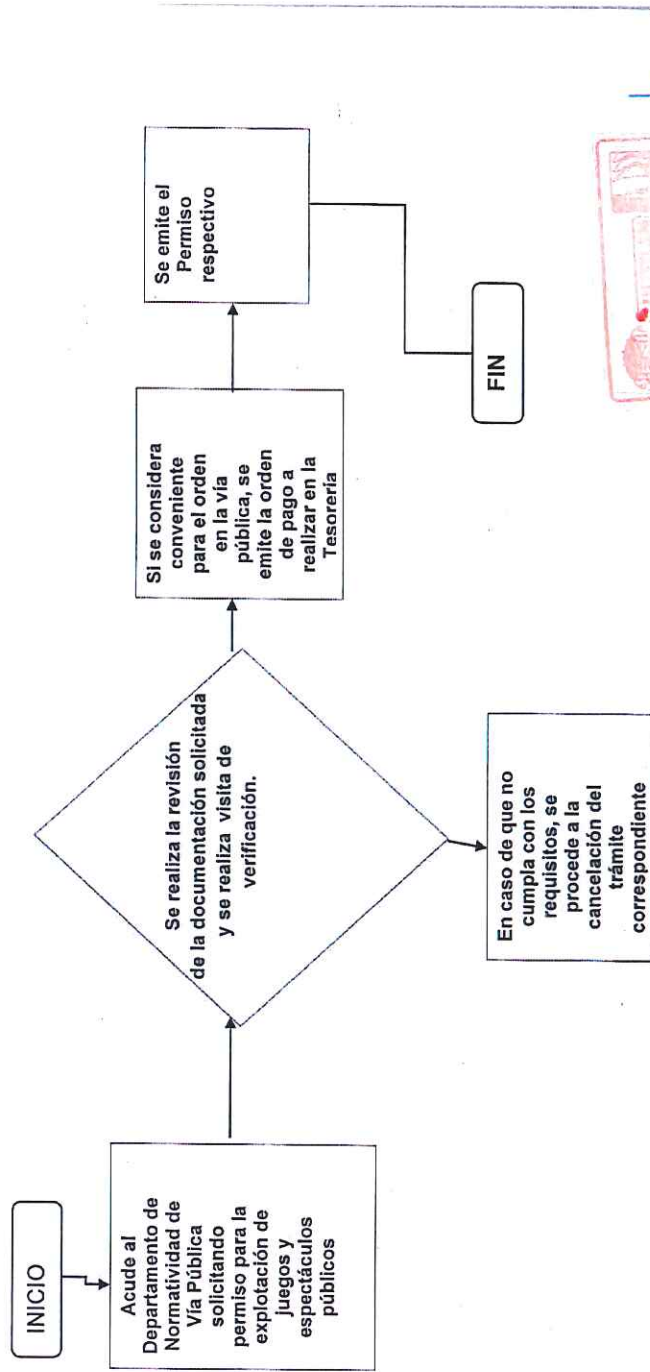 INICIO
Acude al
Departamento de
Normatividad de
Vía Pública
solicitando
permiso para la
explotación de
juegos y
espectáculos
públicos
Se realiza la revisión
de la documentación solicitada
y se realiza visita de
verificación.
En caso de que no
cumpla con los
requisitos, se
procede a la
cancelación del
trámite
correspondiente
Si se considera
conveniente
para el orden
en la vía
pública, se
emite la orden
de pago a
realizar en la
Tesorería
Se emite el
Permiso
respectivo
FIN